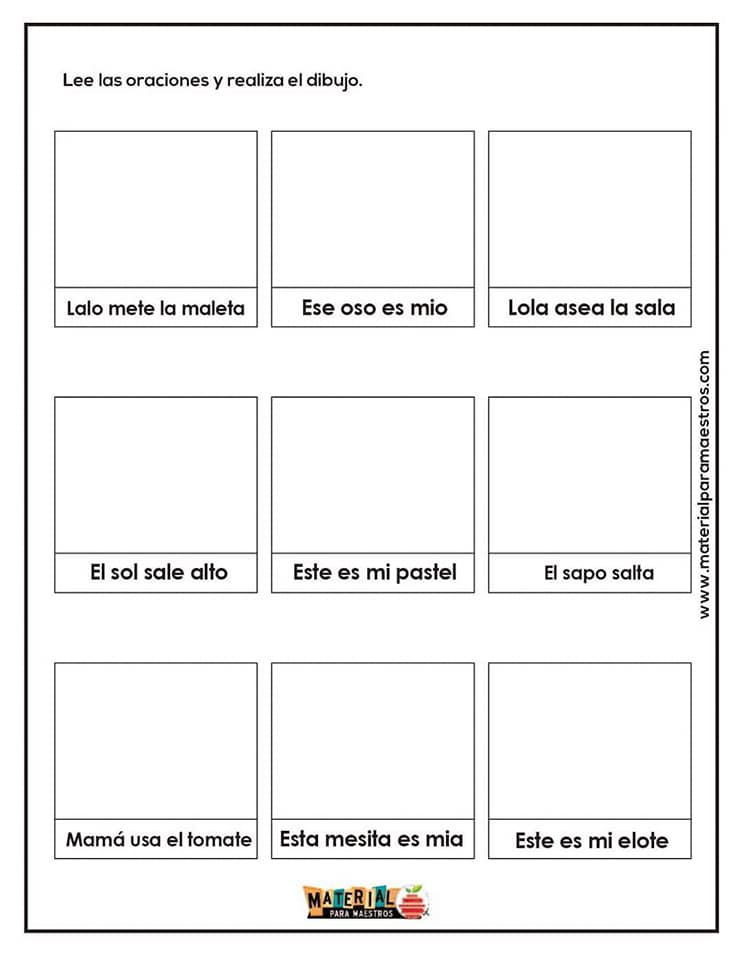 Lee las oraciones y realiza el dibujo.
Lalo mete la maleta
Ese oso es mio
Lola asea la sala
El sol sale alto
Este es mi pastel
El sapo salta
Mamá usa el tomate
Esta mesita es mia
Este es mi elote
www.materialparamaestros.com
MATERIAL
PARA MAESTROS